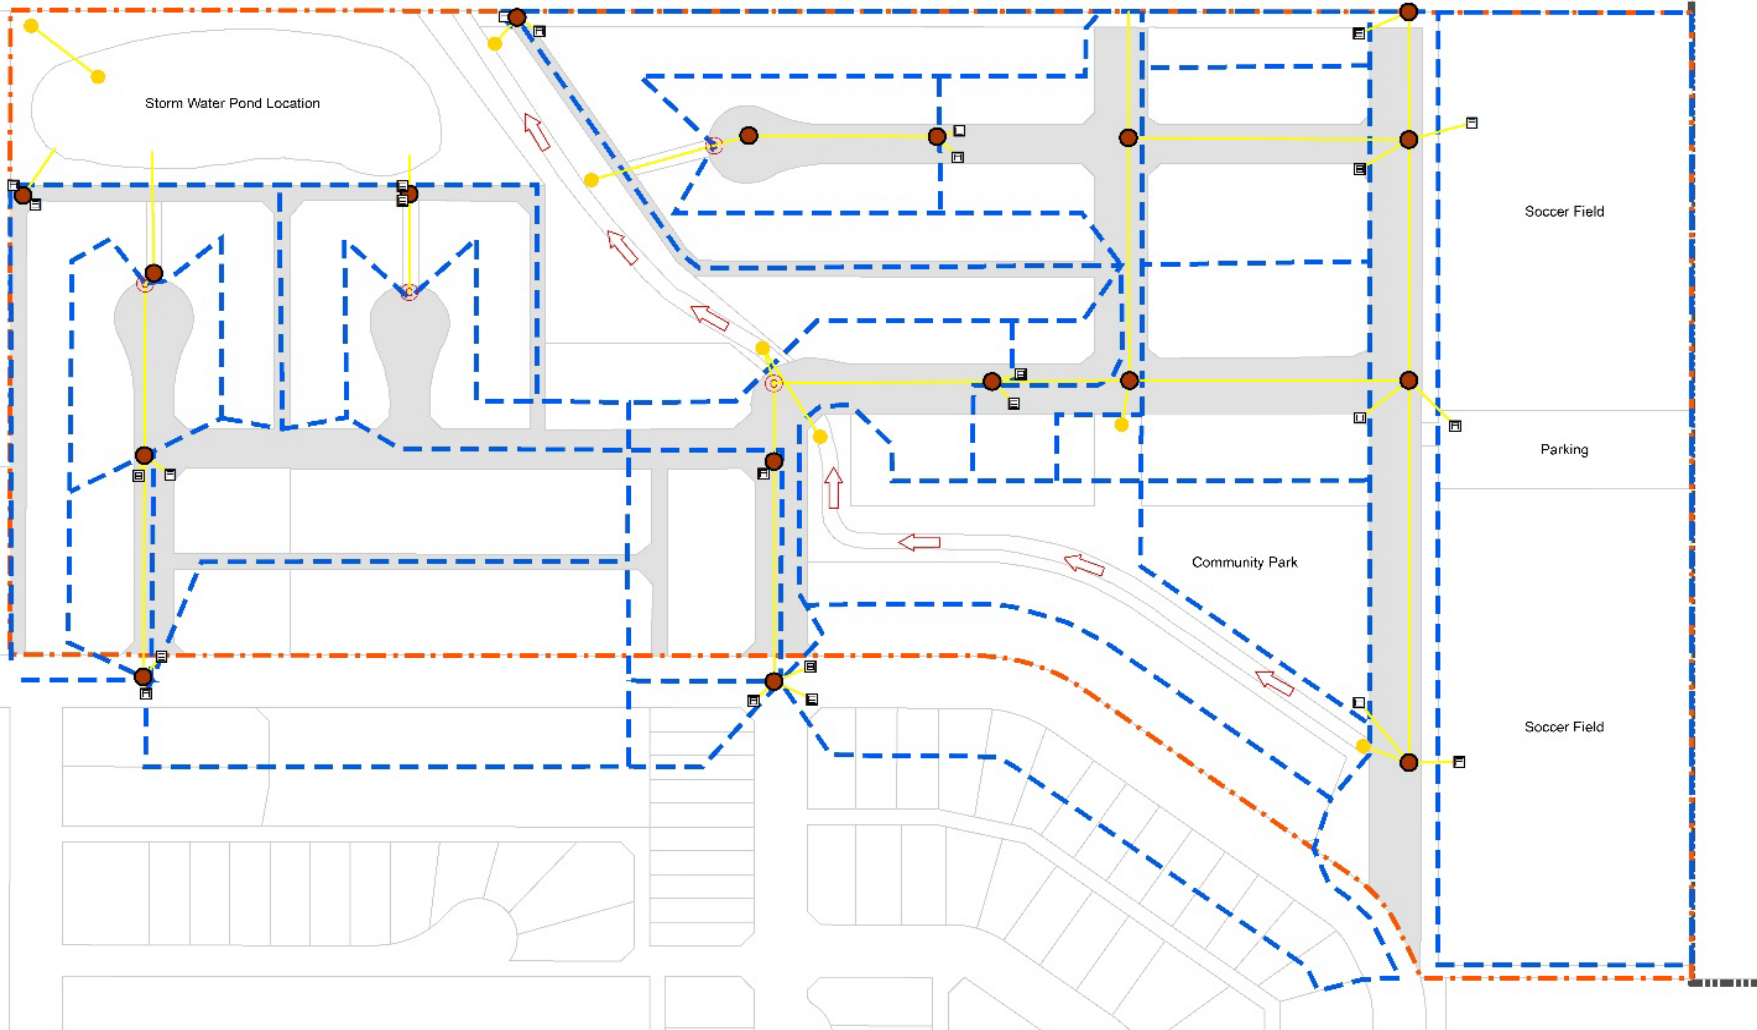 Storm Water Pond Location
Soccer Field
Parking
Community Park
Soccer Field